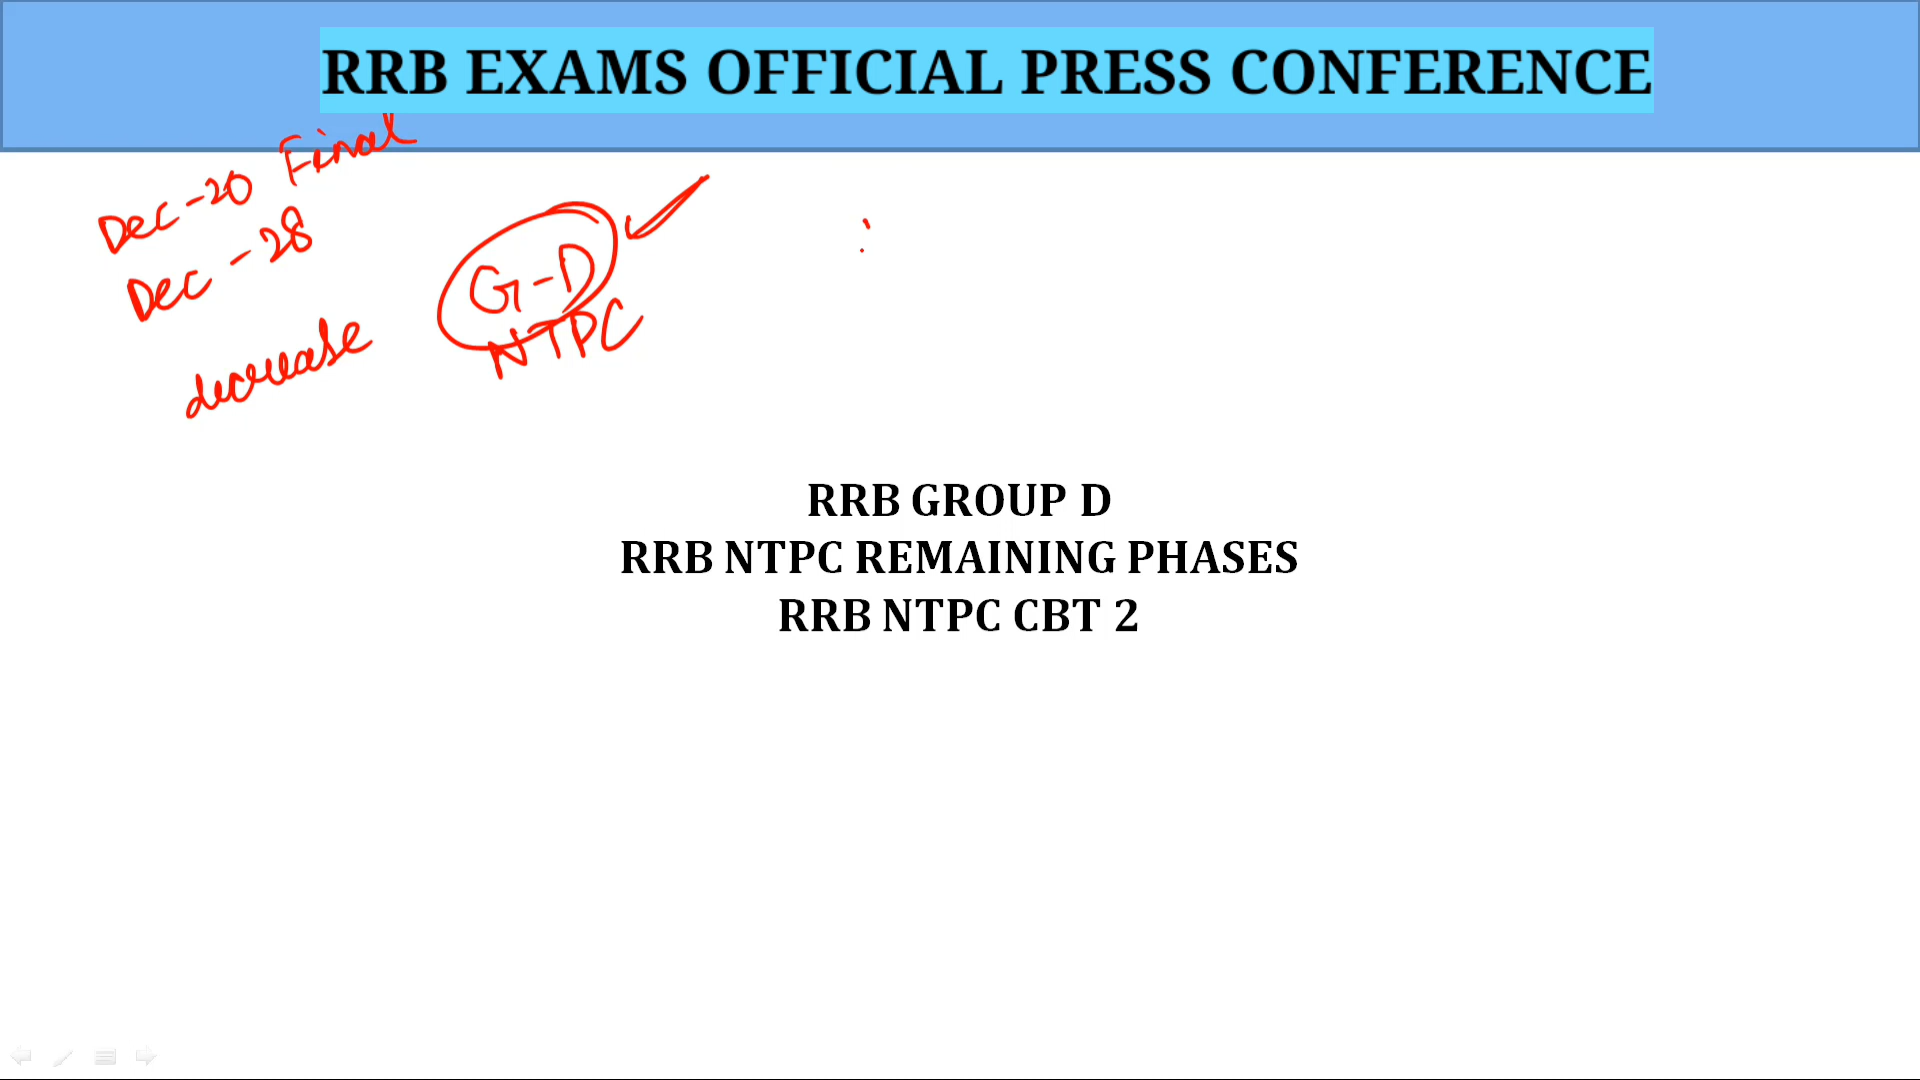 RRB EXAMS OFFICIAL PRESS CONFERENCE
Dec - 20 Final
Dec - 28
decrease
G-D
NTPC
RRB GROUP D
RRB NTPC REMAINING PHASES
RRB NTPC CBT 2